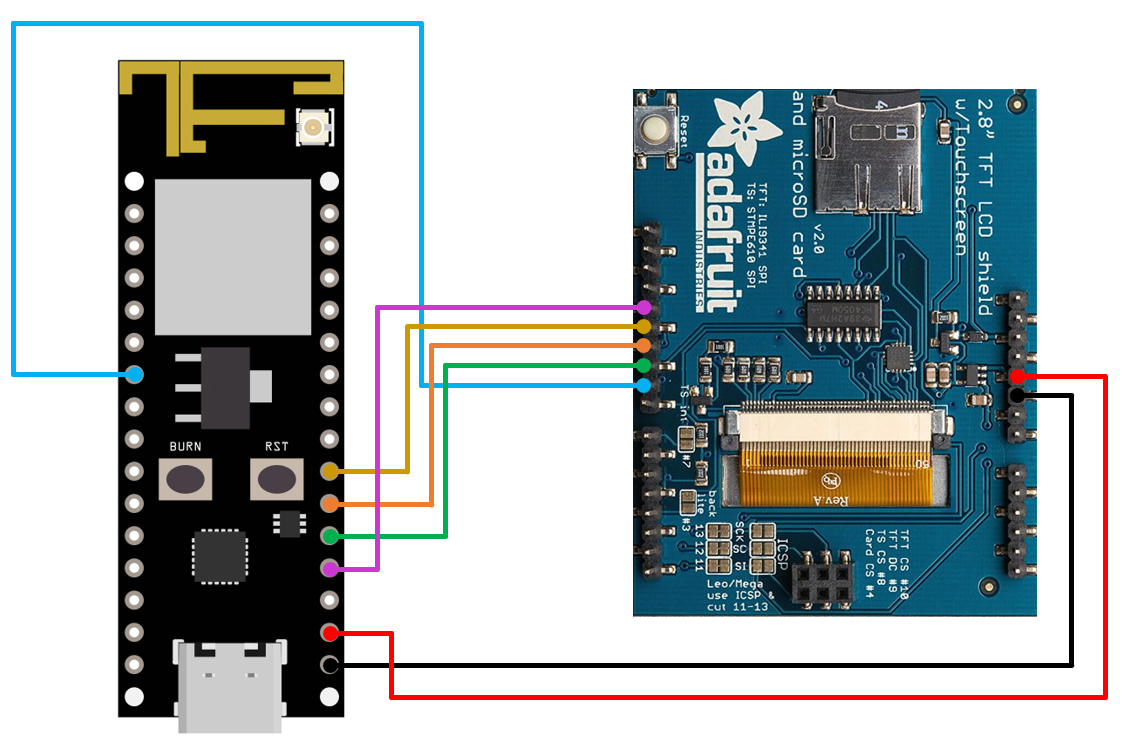 BURN
RST
Reset
adafruit
INDUSTRIES
TFT: ILI9341 SPI
TS: STMPE610 SPI
and microSD card
v2.0
2.8" TFT LCD shield
w/Touchscreen
TS int
#7
back
lite
#3
1
50
Rev.A
SCK
SO
SI
13
12
11
ICSP
Leo/Mega
use ICSP &
cut 11-13
TFT CS #10
TFT DC #9
TS CS #8
Card CS #4